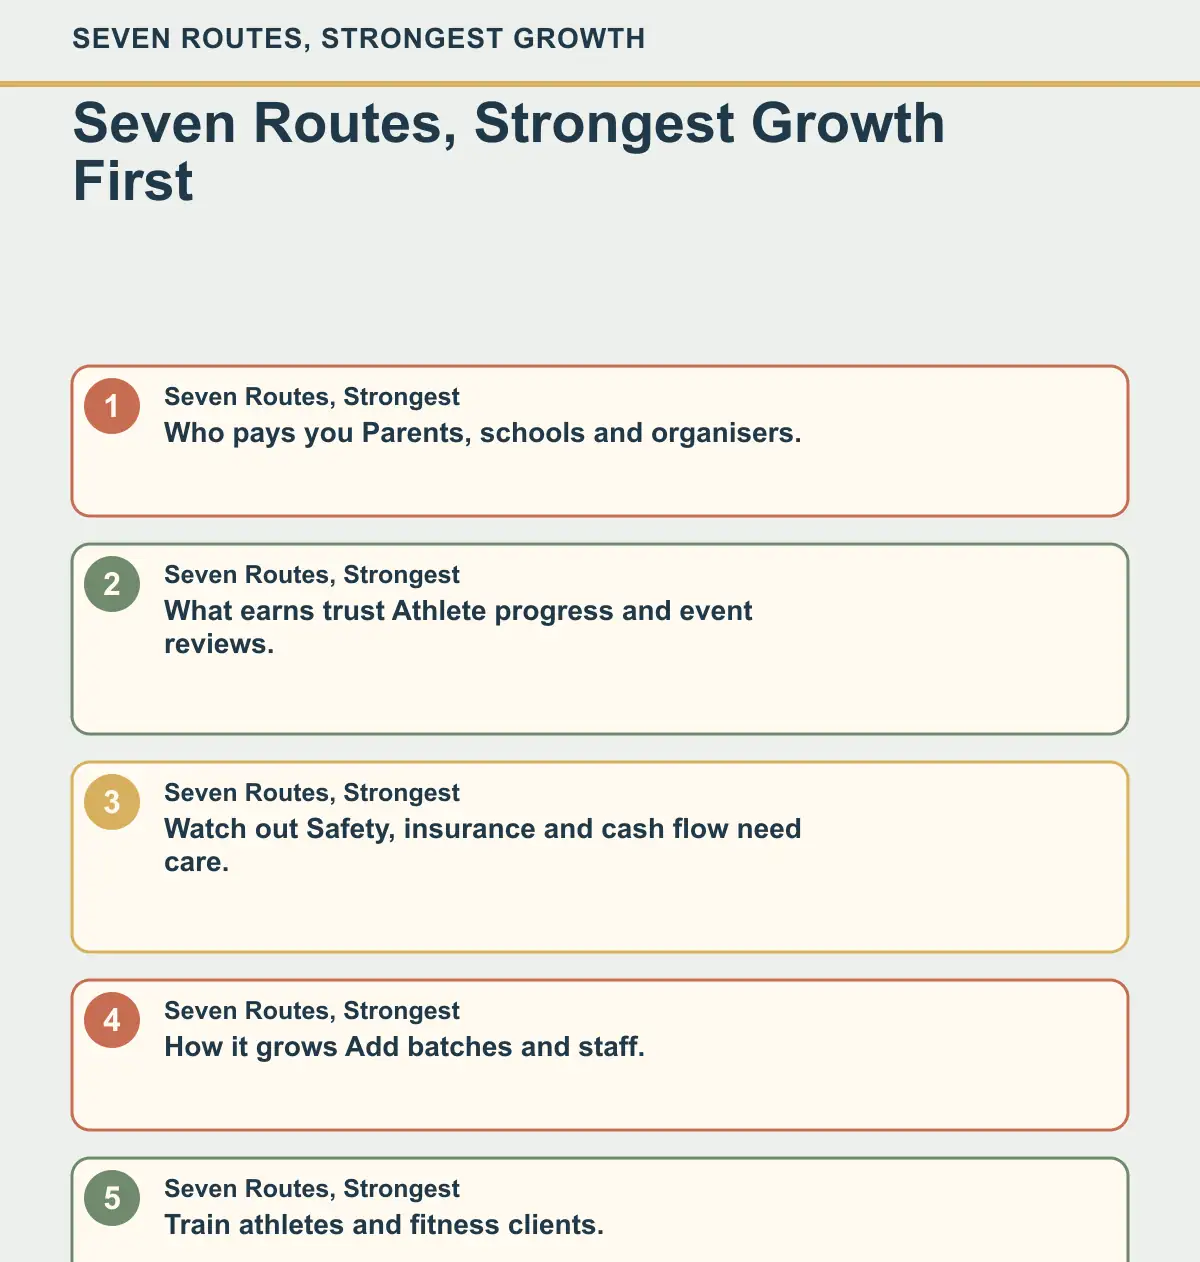 SEVEN ROUTES, STRONGEST GROWTH
Seven Routes, Strongest Growth
First
1
Seven Routes, Strongest
Who pays you Parents, schools and organisers.
2
Seven Routes, Strongest
What earns trust Athlete progress and event
reviews.
3
Seven Routes, Strongest
Watch out Safety, insurance and cash flow need
care.
4
Seven Routes, Strongest
How it grows Add batches and staff.
5
Seven Routes, Strongest
Train athletes and fitness clients.